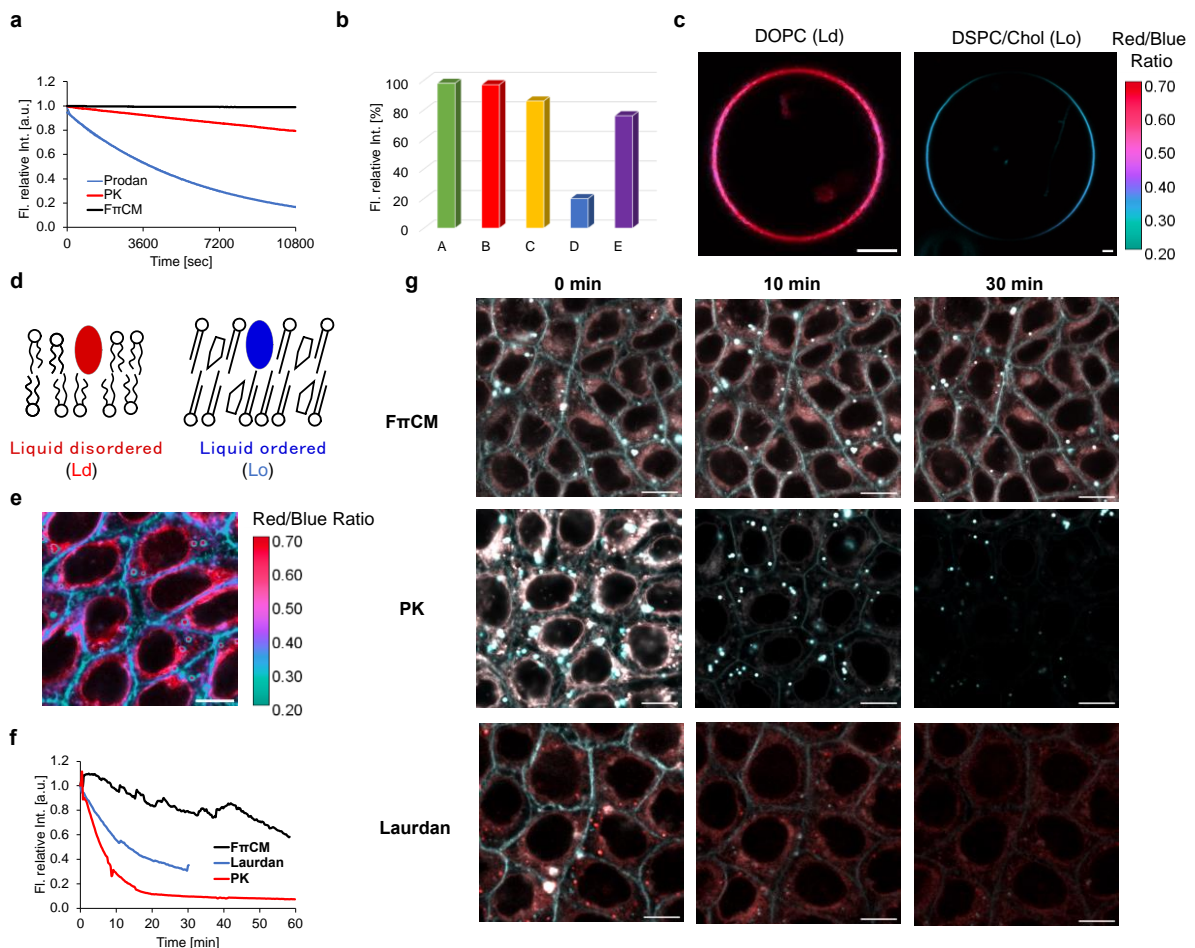 a
Fl. relative Int. [a.u.]
1.2
1.0
0.8
0.6
0.4
0.2
0.0
Prodan
PK
FπCM
0 3600 7200 10800
Time [sec]
b
Fl. relative Int. [%]
100
80
60
40
20
0
A B C D E
c
DOPC (Ld)
DSPC/Chol (Lo)
Red/Blue
Ratio
0.70
0.60
0.50
0.40
0.30
0.20
d
Liquid disordered
(Ld)
Liquid ordered
(Lo)
e
Red/Blue Ratio
0.70
0.60
0.50
0.40
0.30
0.20
f
Fl. relative Int. [a.u.]
1.2
1.0
0.8
0.6
0.4
0.2
0.0
FπCM
Laurdan
PK
0 10 20 30 40 50 60
Time [min]
g
0 min 10 min 30 min
FπCM
PK
Laurdan